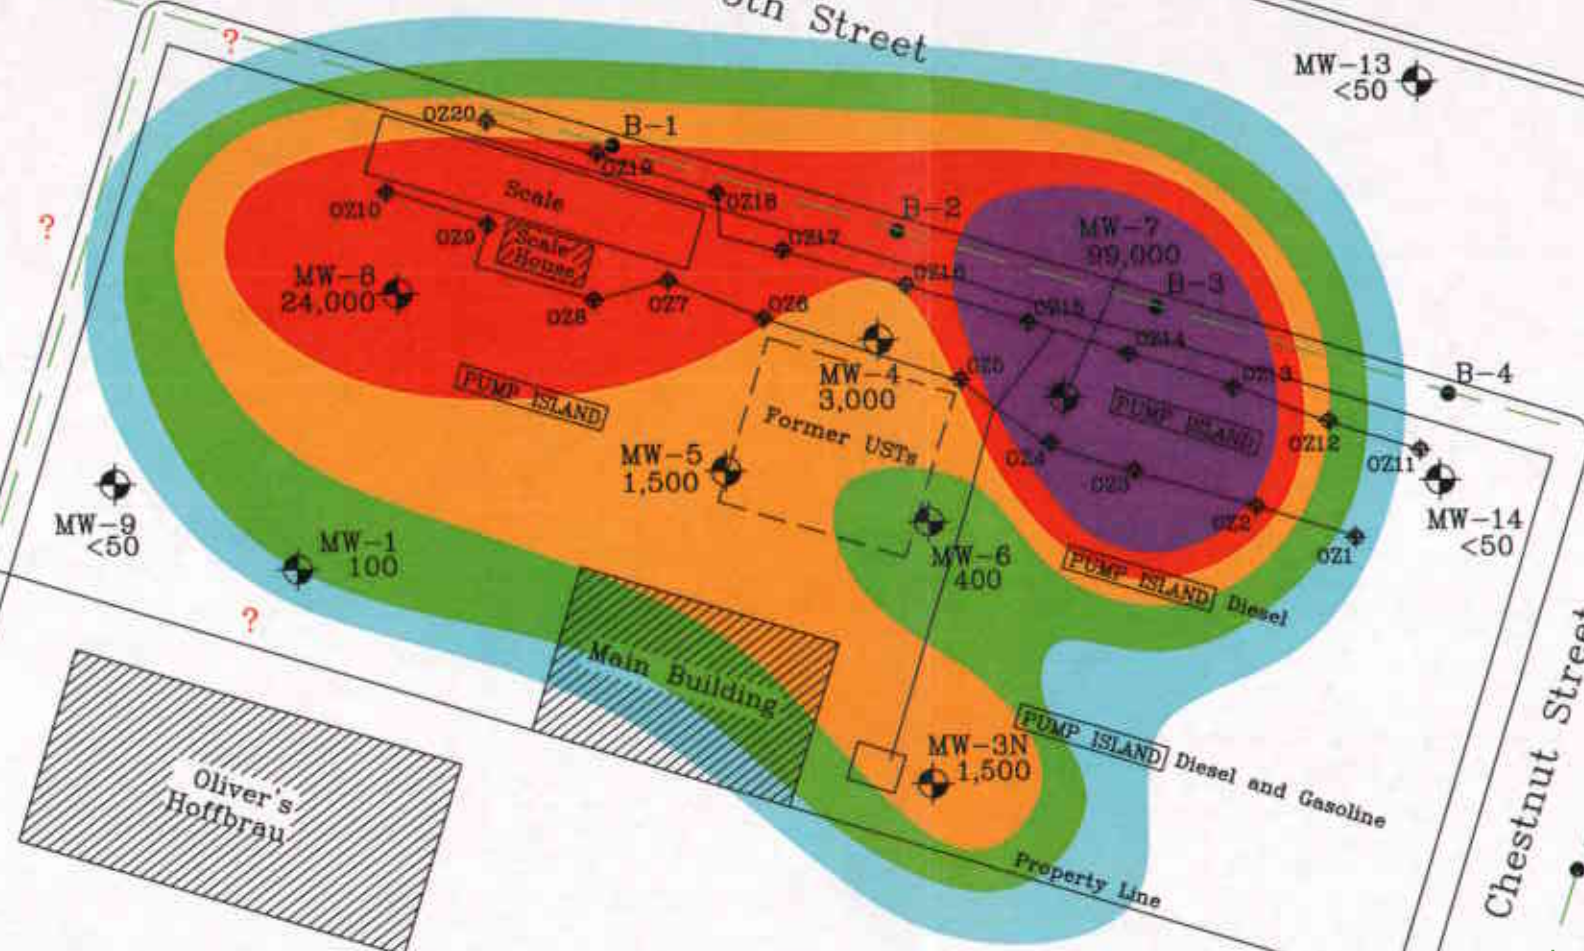 Street
MW-13
<50
?
OZ20
B-1
OZ19
Scale
OZ18
OZ10
B-2
?
OZ9
Scale
House
OZ17
MW-7
99,000
MW-8
24,000
OZ16
B-3
OZ7
OZ8
OZ6
OZ15
OZ14
MW-4
3,000
OZ5
OZ13
B-4
PUMP ISLAND
PUMP ISLAND
Former USTs
OZ12
MW-5
1,500
OZ4
OZ11
OZ3
MW-9
<50
OZ2
MW-14
<50
MW-1
100
MW-6
400
OZ1
PUMP ISLAND Diesel
?
Main Building
PUMP ISLAND Diesel and Gasoline
MW-3N
1,500
Oliver's
Hoffbrau
Property Line
Chestnut Street